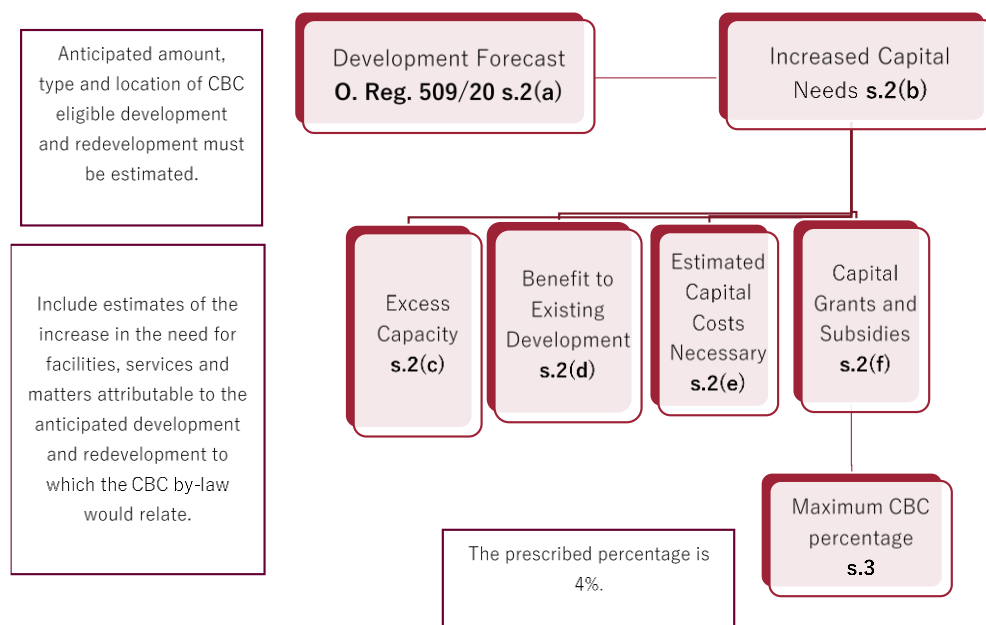 Anticipated amount,
type and location of CBC
eligible development
and redevelopment must
be estimated.
Development Forecast
O. Reg. 509/20 s.2(a)
Increased Capital
Needs s.2(b)
Include estimates of the
increase in the need for
facilities, services and
matters attributable to the
anticipated development
and redevelopment to
which the CBC by-law
would relate.
Excess
Capacity
s.2(c)
Benefit to
Existing
Development
s.2(d)
Estimated
Capital
Costs
Necessary
s.2(e)
Capital
Grants and
Subsidies
s.2(f)
The prescribed percentage is
4%.
Maximum CBC
percentage
s.3